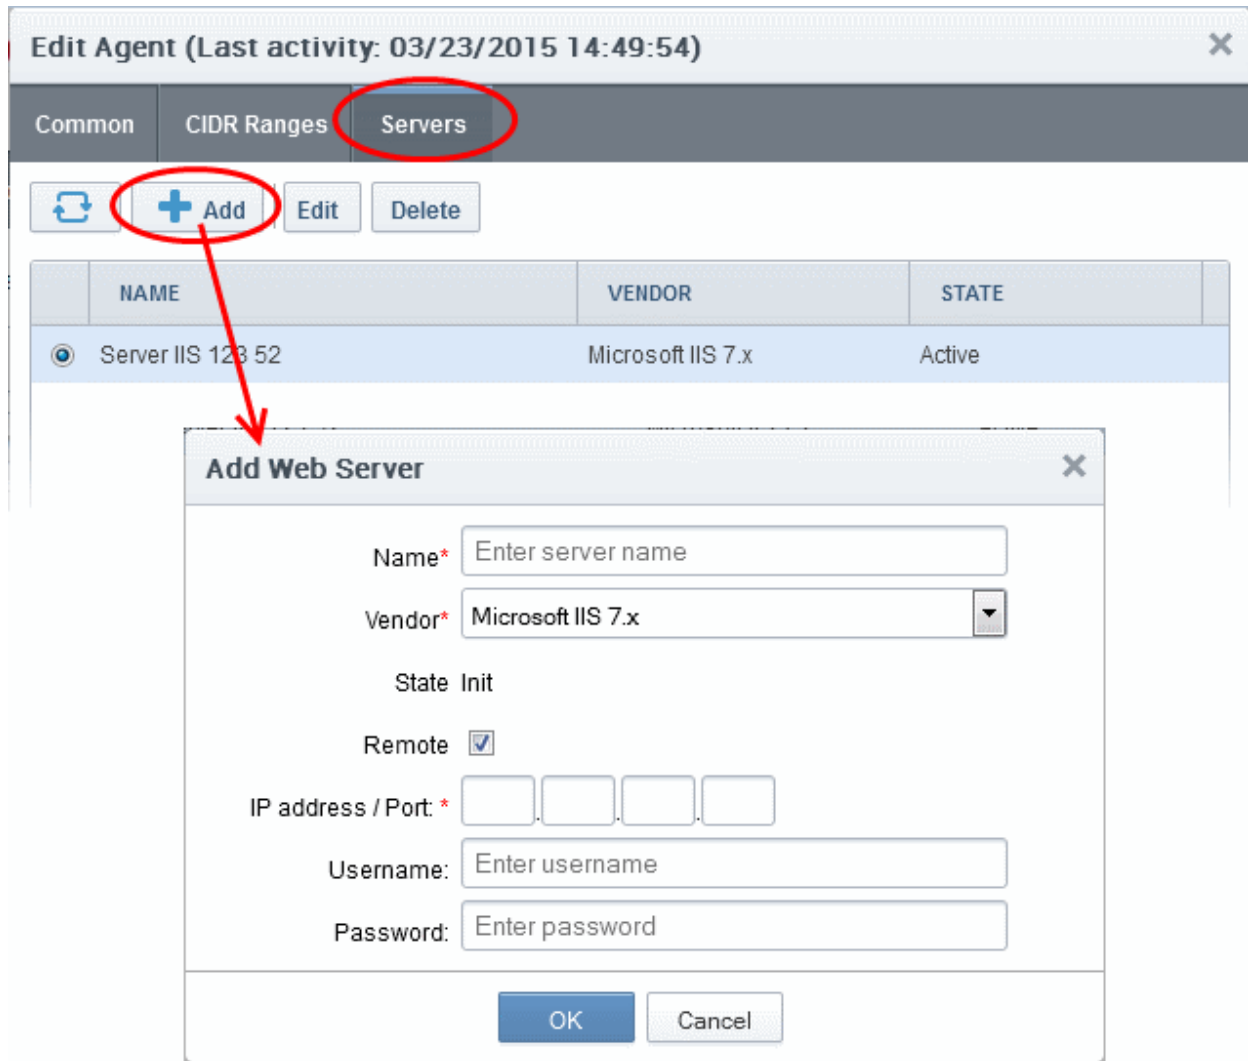 Edit Agent (Last activity: 03/23/2015 14:49:54)
Common CIDR Ranges Servers
Add Edit Delete
NAME VENDOR STATE
Server IIS 123 52 Microsoft IIS 7.x Active
Add Web Server
Name* Enter server name
Vendor* Microsoft IIS 7.x
State Init
Remote
IP address / Port: * . . .
Username: Enter username
Password: Enter password
OK Cancel